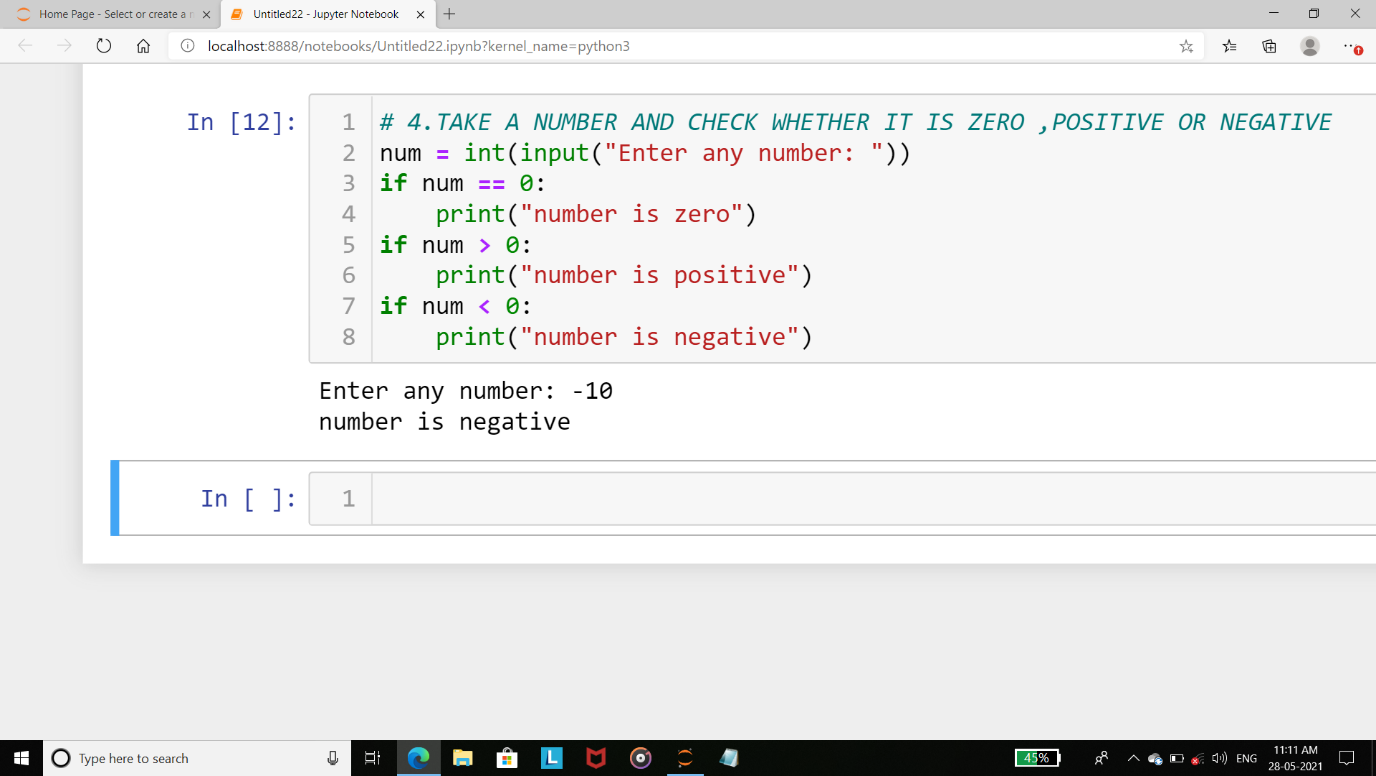 Home Page - Select or create a n
Untitled22 - Jupyter Notebook
localhost:8888/notebooks/Untitled22.ipynb?kernel_name=python3
In [12]:
1 # 4.TAKE A NUMBER AND CHECK WHETHER IT IS ZERO ,POSITIVE OR NEGATIVE
2 num = int(input("Enter any number: "))
3 if num == 0:
4     print("number is zero")
5 if num > 0:
6     print("number is positive")
7 if num < 0:
8     print("number is negative")
Enter any number: -10
number is negative
In [ ]: 1
Type here to search
L
45%
ENG
11:11 AM
28-05-2021